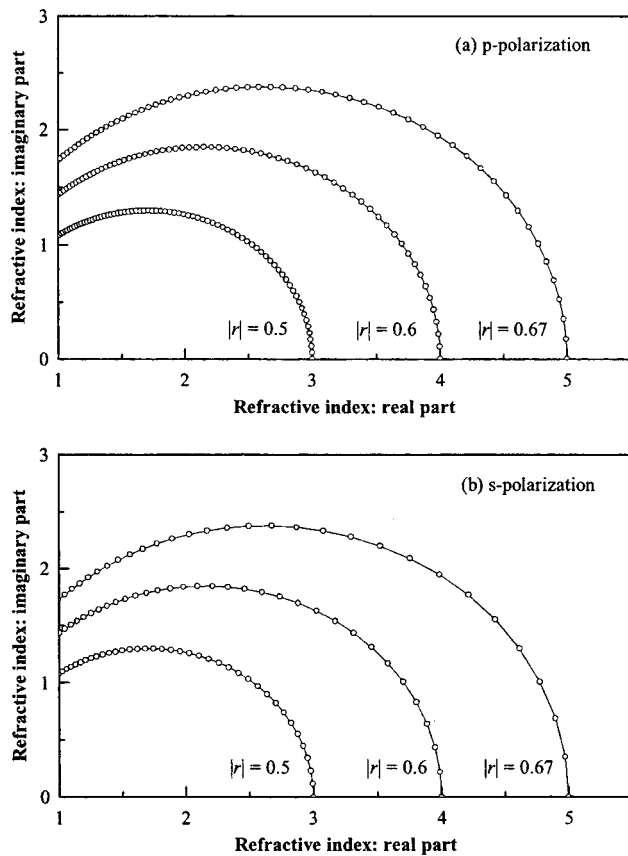 3
(a) p-polarization
2
1
0
|r| = 0.5 |r| = 0.6 |r| = 0.67
1 2 3 4 5
Refractive index: real part
Refractive index: imaginary part
3
(b) s-polarization
2
1
0
|r| = 0.5 |r| = 0.6 |r| = 0.67
1 2 3 4 5
Refractive index: real part
Refractive index: imaginary part